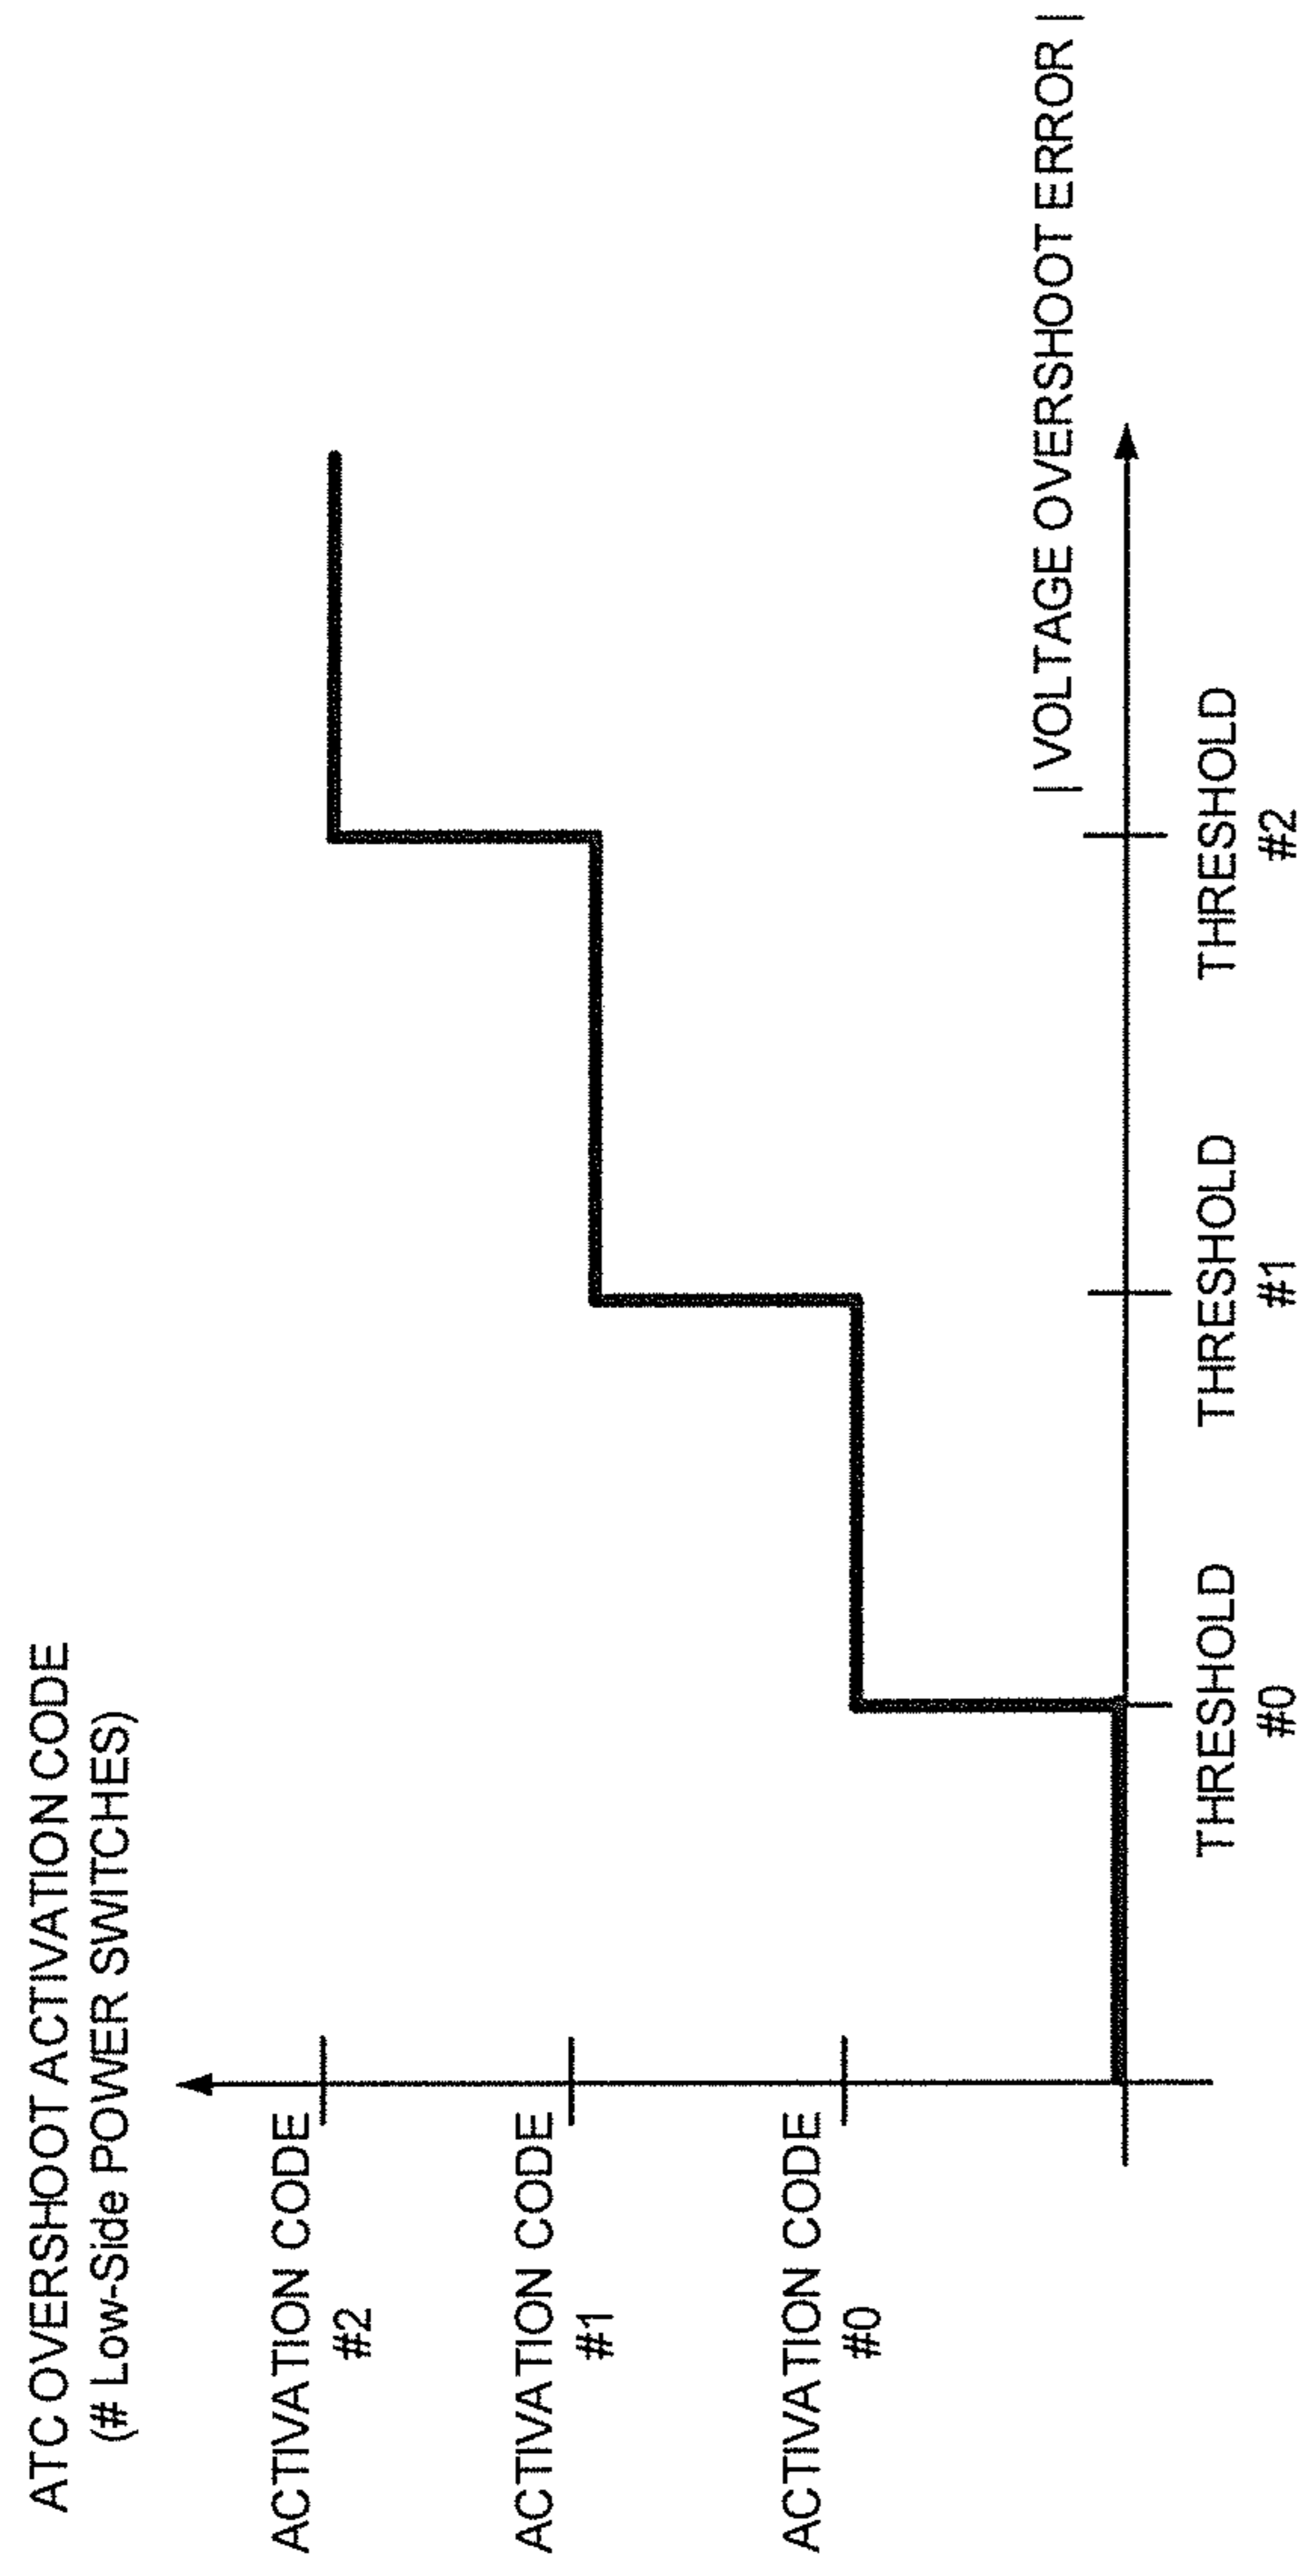 ATC OVERSHOOT ACTIVATION CODE
(# Low-Side POWER SWITCHES)
ACTIVATION CODE
#2
ACTIVATION CODE
#1
ACTIVATION CODE
#0
| VOLTAGE OVERSHOOT ERROR |
THRESHOLD
#0
THRESHOLD
#1
THRESHOLD
#2